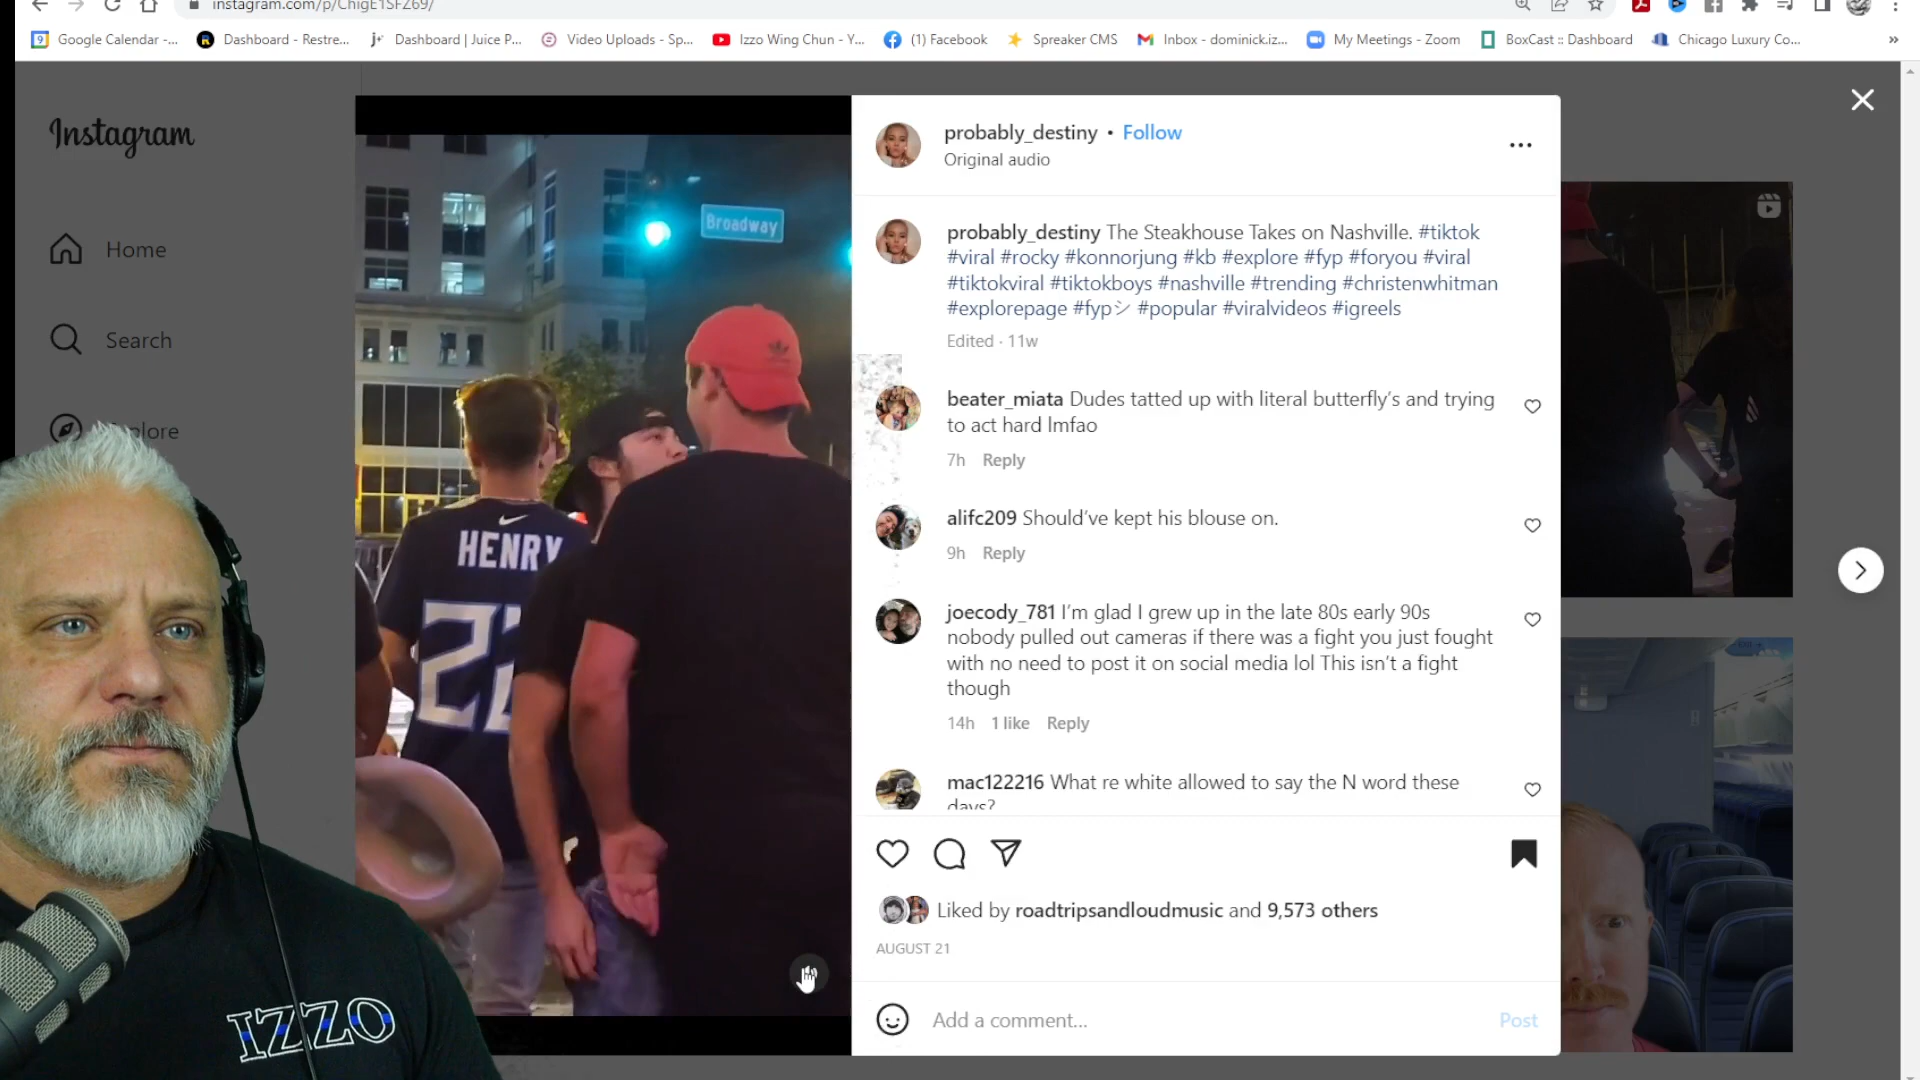 instagram.com/p/ChigE1SFZ69/
Google Calendar -...
Dashboard - Restre...
Dashboard | Juice P...
Video Uploads - Sp...
Izzo Wing Chun - Y...
(1) Facebook
Spreaker CMS
Inbox - dominick.iz...
My Meetings - Zoom
BoxCast :: Dashboard
Chicago Luxury Co...
»
Instagram
Home
Search
plore
Broadway
HENRY
22
IZZO
probably_destiny • Follow
Original audio
probably_destiny The Steakhouse Takes on Nashville. #tiktok
#viral #rocky #konnorjung #kb #explore #fyp #foryou #viral
#tiktokviral #tiktokboys #nashville #trending #christenwhitman
#explorepage #fypシ #popular #viralvideos #igreels
Edited · 11w
beater_miata Dudes tatted up with literal butterfly's and trying
to act hard lmfao
7h Reply
alifc209 Should've kept his blouse on.
9h Reply
joecody_781 I'm glad I grew up in the late 80s early 90s
nobody pulled out cameras if there was a fight you just fought
with no need to post it on social media lol This isn't a fight
though
14h 1 like Reply
mac122216 What re white allowed to say the N word these
days?
Liked by roadtripsandloudmusic and 9,573 others
AUGUST 21
Add a comment...
Post